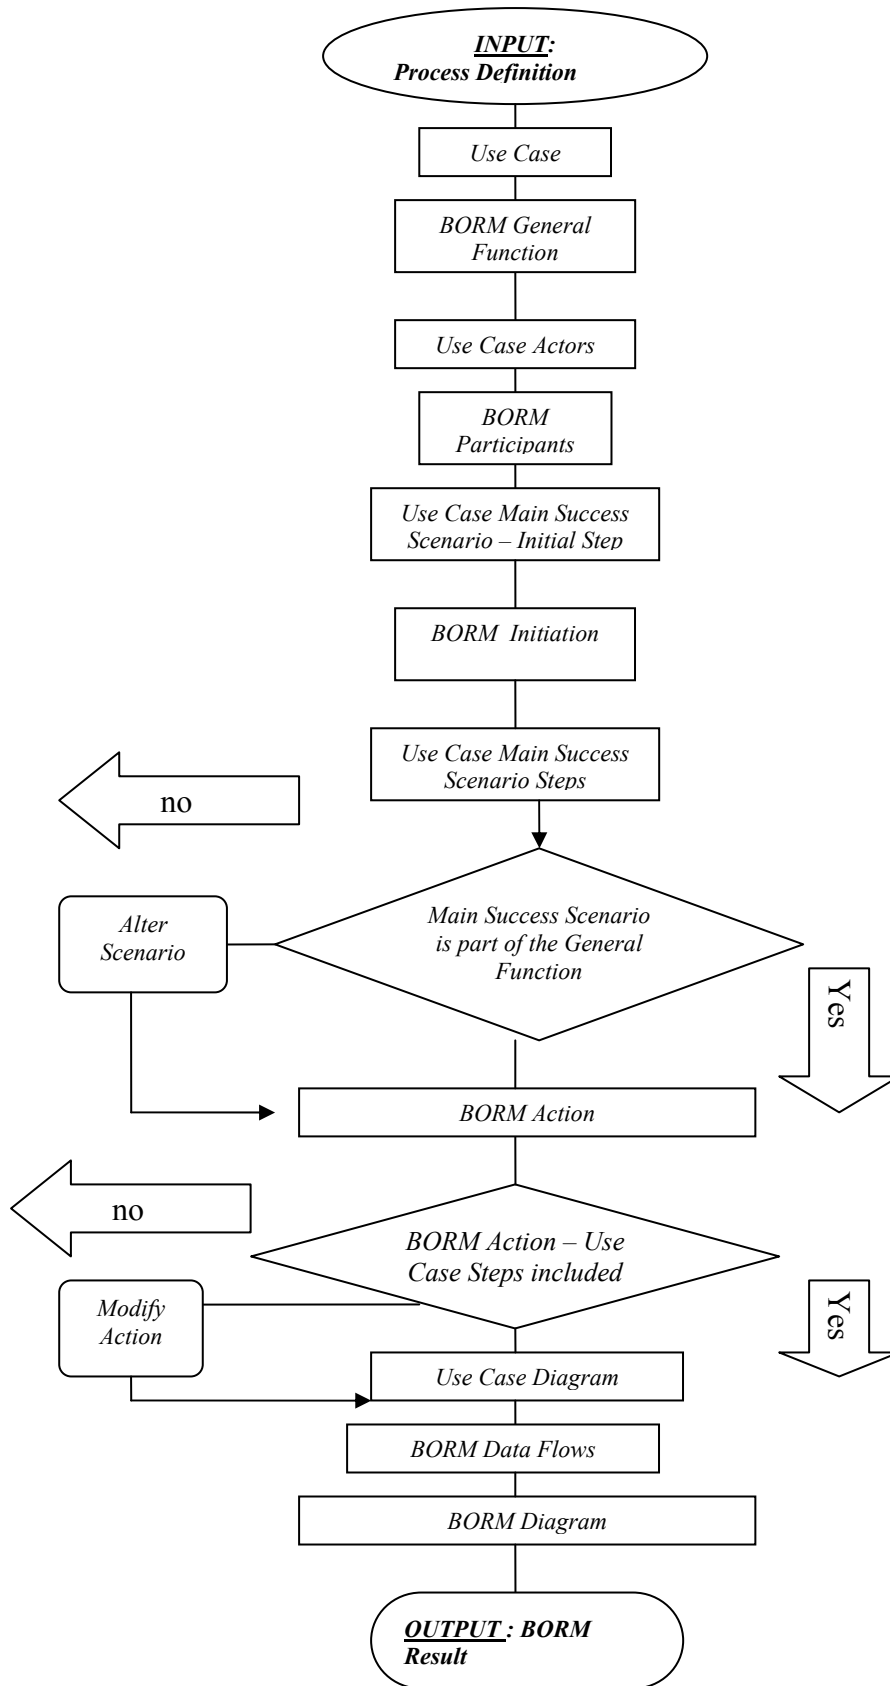 INPUT:
Process Definition
Use Case
BORM General
Function
Use Case Actors
BORM
Participants
Use Case Main Success
Scenario – Initial Step
BORM Initiation
Use Case Main Success
Scenario Steps
no
Main Success Scenario
is part of the General
Function
Alter
Scenario
Yes
BORM Action
no
BORM Action – Use
Case Steps included
Modify
Action
Yes
Use Case Diagram
BORM Data Flows
BORM Diagram
OUTPUT : BORM
Result